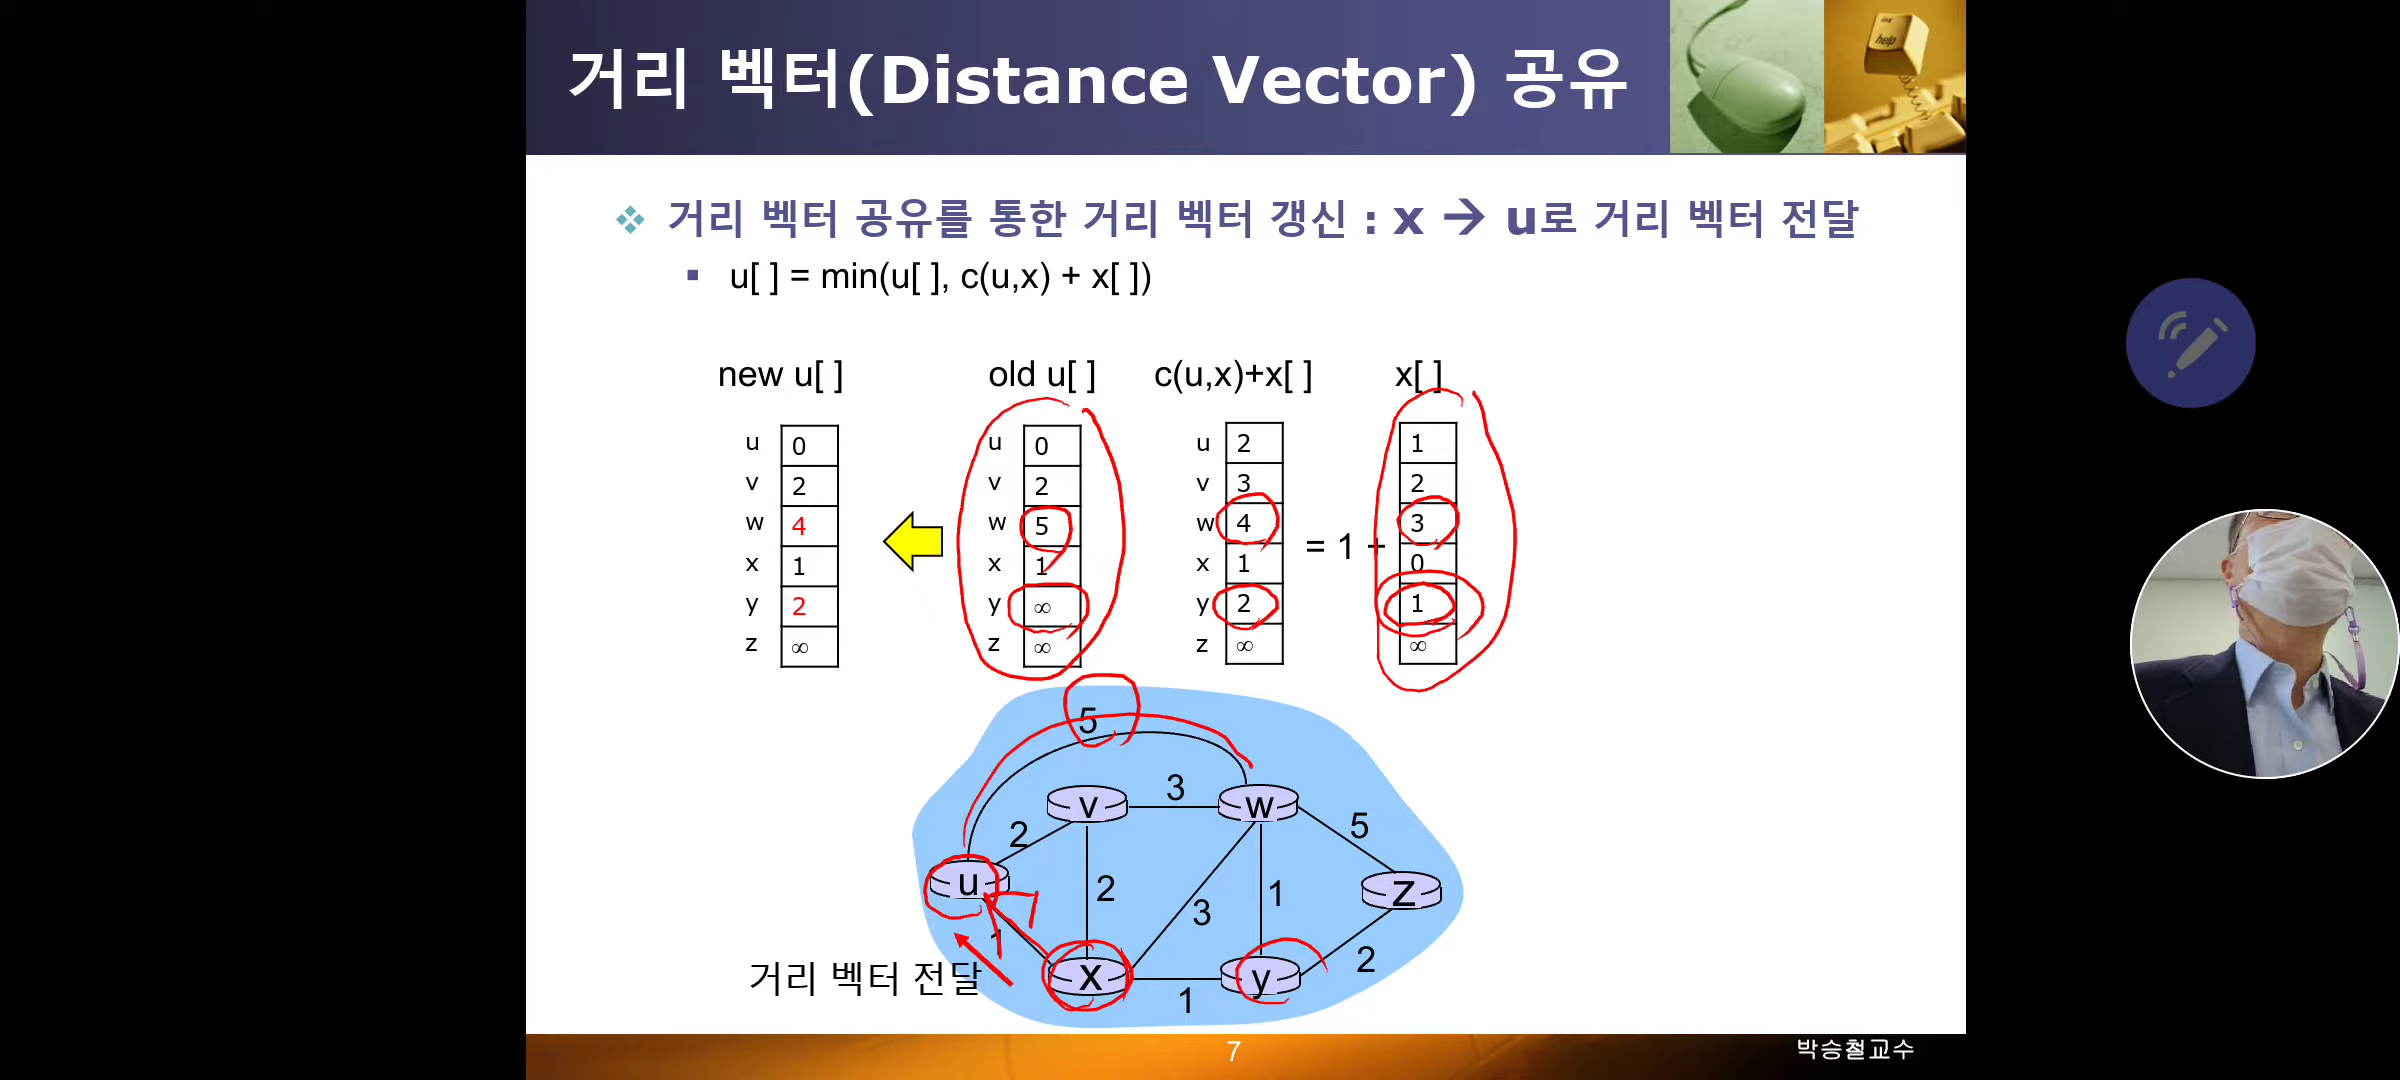 거리 벡터(Distance Vector) 공유
거리 벡터 공유를 통한 거리 벡터 갱신 : x → u로 거리 벡터 전달
u[ ] = min(u[ ], c(u,x) + x[ ])
new u[ ] old u[ ] c(u,x)+x[ ] x[ ]
u 0 u 0 u 2 1
v 2 v 2 v 3 2
w 4 w 5 w 4 3
x 1 x 1 x 1 0
= 1 +
y 2 y ∞ y 2 1
z ∞ z ∞ z ∞ ∞
5
v 3 w
2 5
u 2 3 1 z
1
거리 벡터 전달 x 1 y 2
7
박승철교수
help